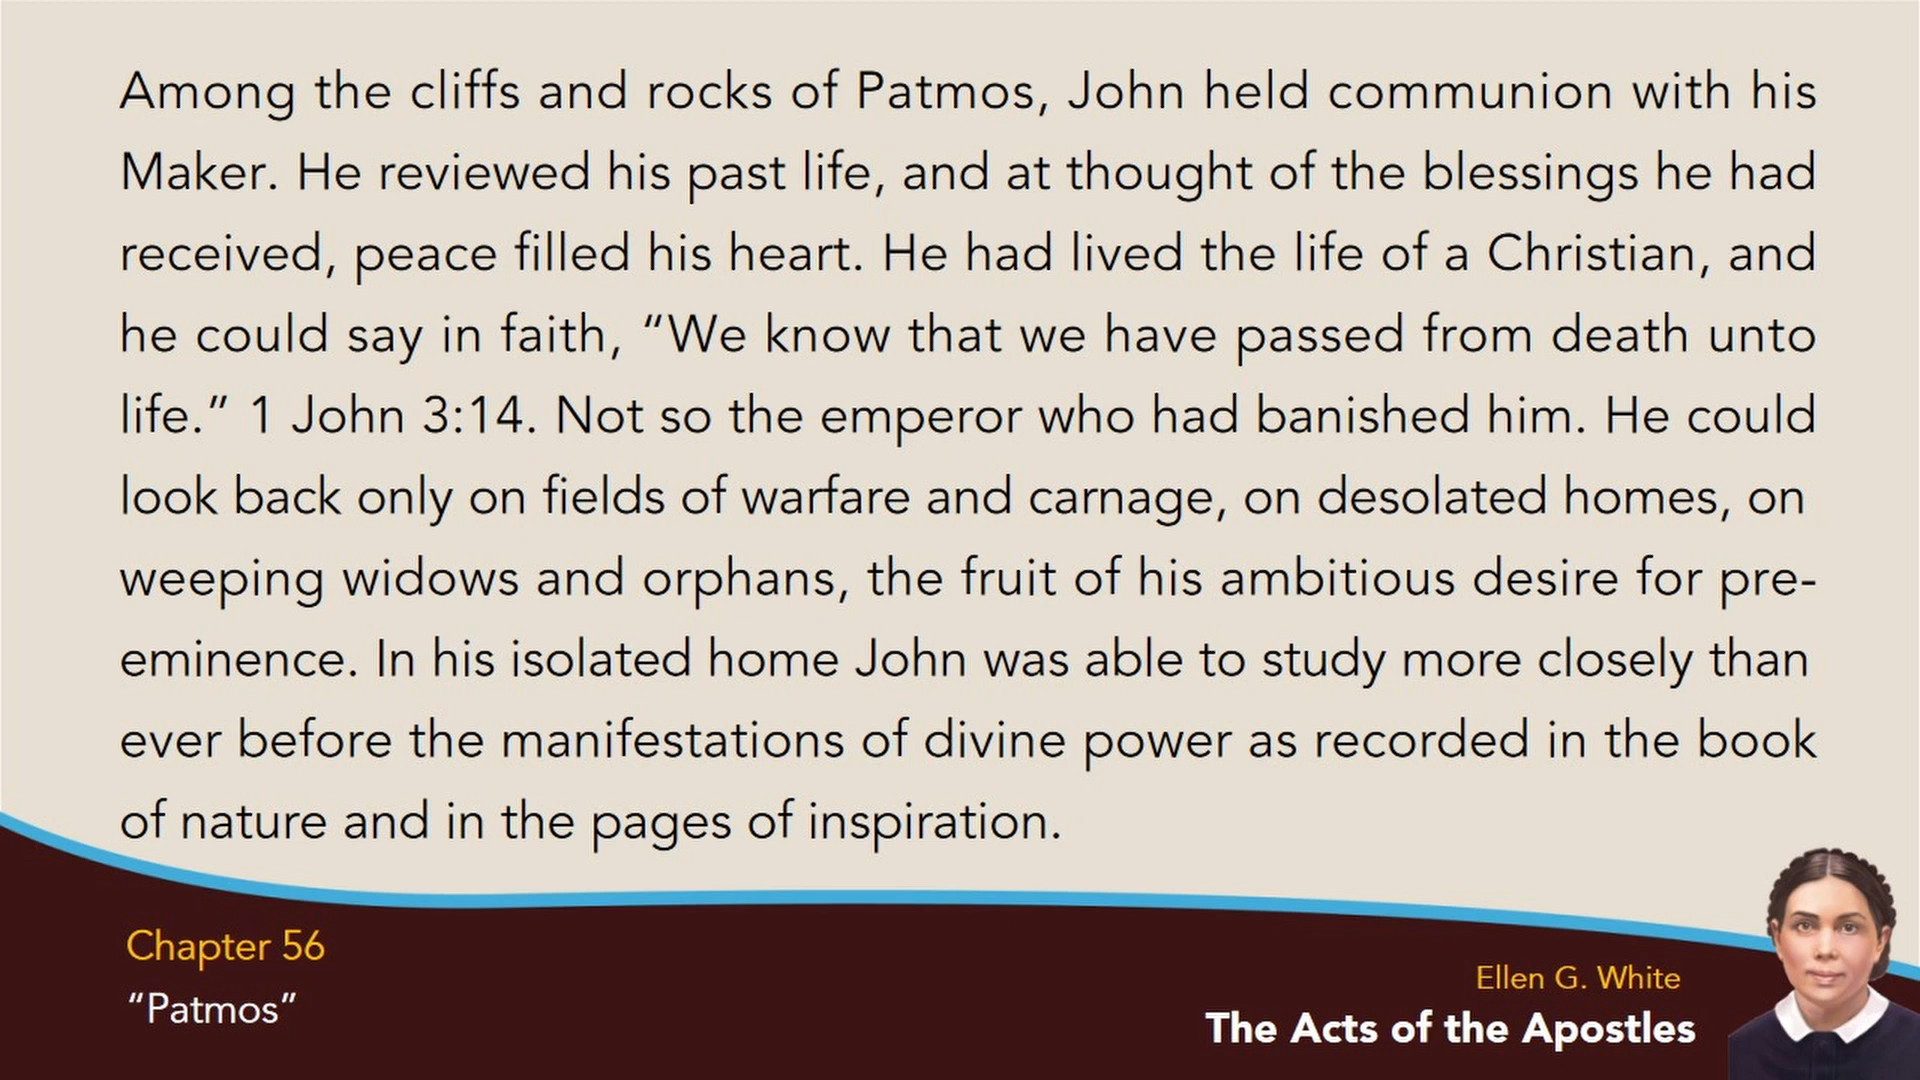 Among the cliffs and rocks of Patmos, John held communion with his
Maker. He reviewed his past life, and at thought of the blessings he had
received, peace filled his heart. He had lived the life of a Christian, and
he could say in faith, “We know that we have passed from death unto
life.” 1 John 3:14. Not so the emperor who had banished him. He could
look back only on fields of warfare and carnage, on desolated homes, on
weeping widows and orphans, the fruit of his ambitious desire for pre-
eminence. In his isolated home John was able to study more closely than
ever before the manifestations of divine power as recorded in the book
of nature and in the pages of inspiration.
Chapter 56
“Patmos”
Ellen G. White
The Acts of the Apostles